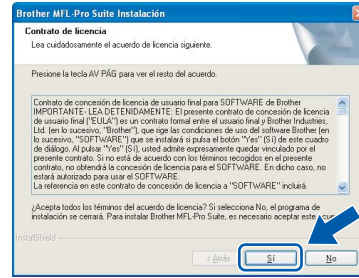 Brother MFL-Pro Suite Instalación
Contrato de licencia
Lea cuidadosamente el acuerdo de licencia siguiente.
Presione la tecla AV PÁG para ver el resto del acuerdo.
Contrato de concesión de licencia de usuario final para SOFTWARE de Brother
IMPORTANTE- LEA DETENIDAMENTE: El presente contrato de concesión de licencia
de usuario final ("EULA") es un contrato formal entre el usuario final y Brother Industries,
Ltd. (en lo sucesivo, "Brother"), que rige las condiciones de uso del software Brother (en
lo sucesivo, "SOFTWARE") que se instalará si pulsa el botón "Yes" (Sí) de este cuadro
de diálogo. Al pulsar "Yes" (Sí), usted admite expresamente quedar vinculado por el
presente contrato. Si no está de acuerdo con los términos recogidos en el presente
contrato, no obtendrá la concesión de licencia para el SOFTWARE. En dicho caso, no
estará autorizado para usar el SOFTWARE.
La referencia en este contrato de concesión de licencia a "SOFTWARE" incluirá
¿Acepta todos los términos del acuerdo de licencia? Si selecciona No, el programa de
instalación se cerrará. Para instalar Brother MFL-Pro Suite, es necesario aceptar este
InstallShield
< Atrás Sí No